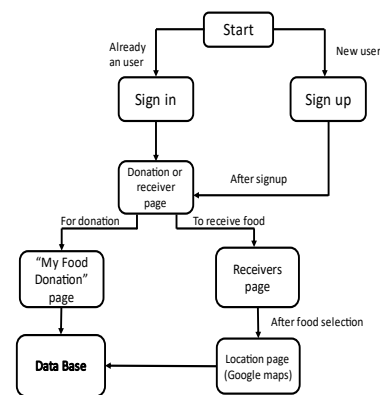 Start
Already
an user
New user
Sign in
Sign up
Donation or
receiver
page
After signup
For donation
To receive food
“My Food
Donation”
page
Receivers
page
After food selection
Data Base
Location page
(Google maps)